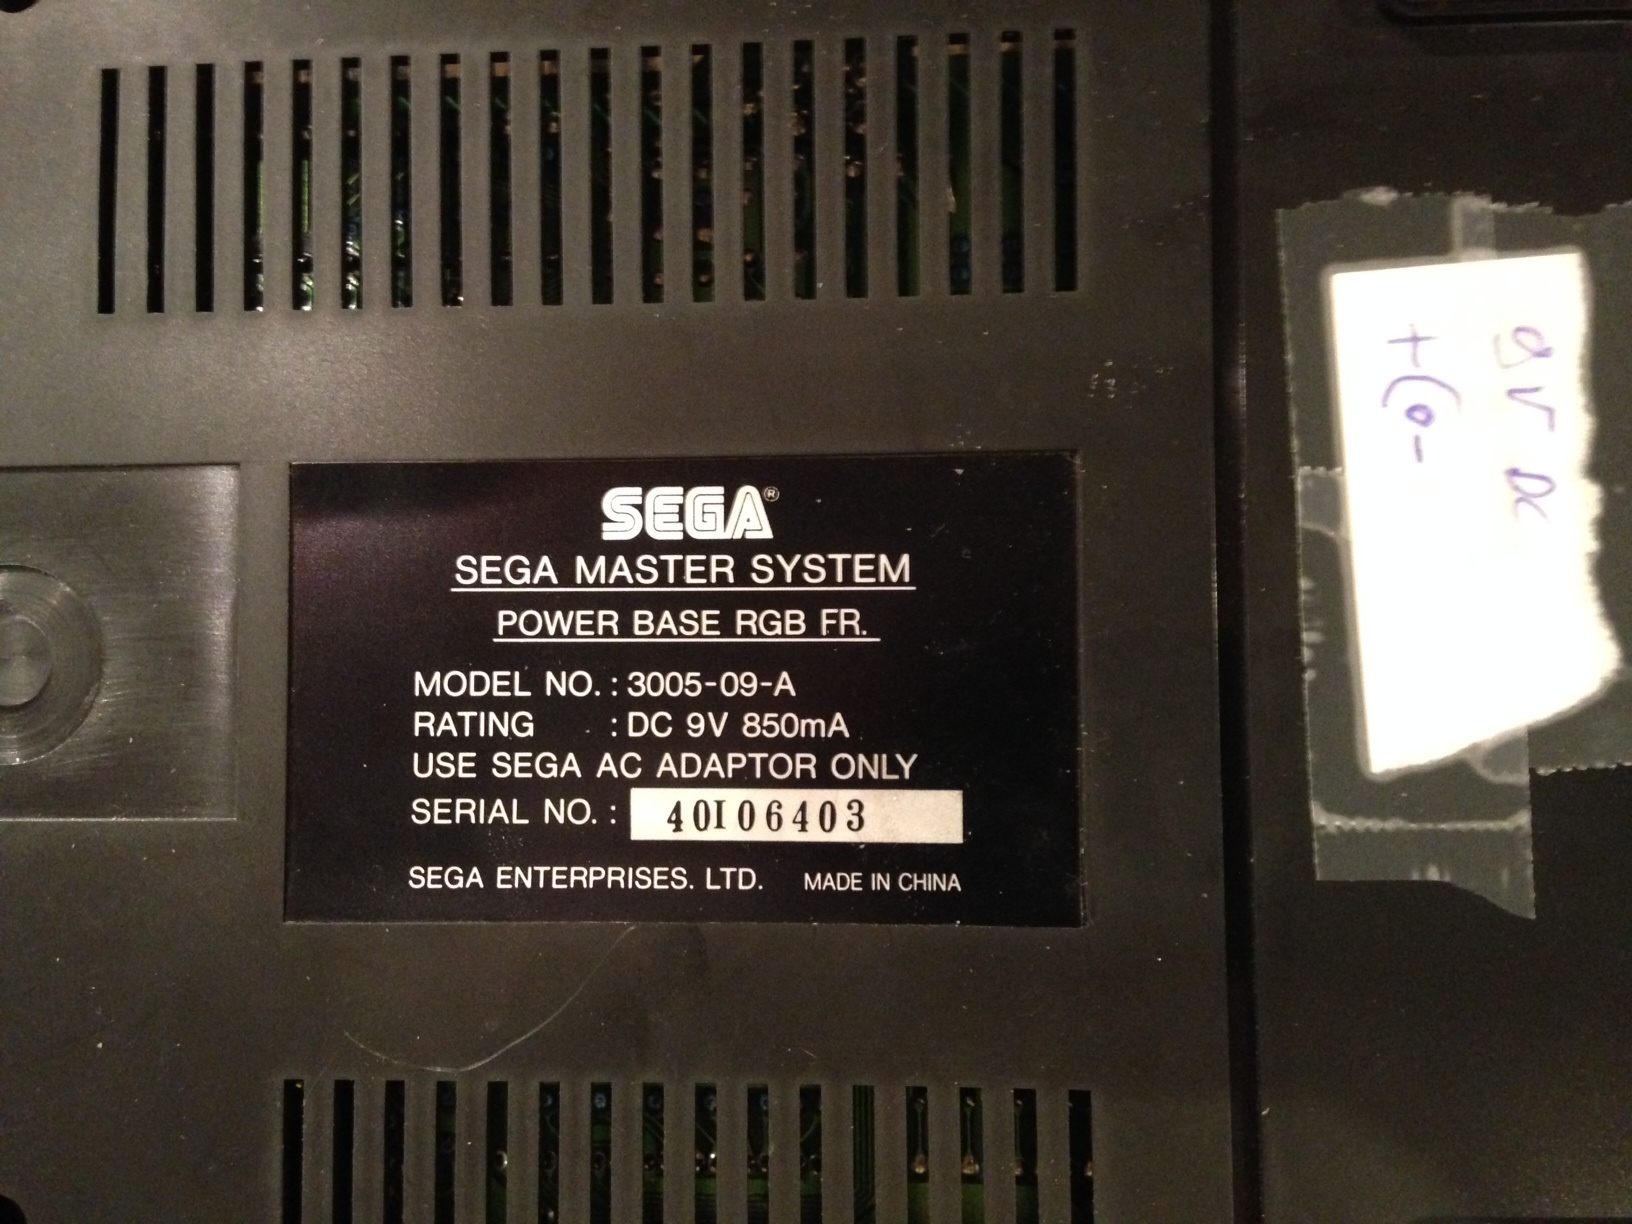 SEGA®
SEGA MASTER SYSTEM
POWER BASE RGB FR.
MODEL NO. : 3005-09-A
RATING : DC 9V 850mA
USE SEGA AC ADAPTOR ONLY
SERIAL NO. : 40I06403
SEGA ENTERPRISES. LTD. MADE IN CHINA
9V DC
+(o-